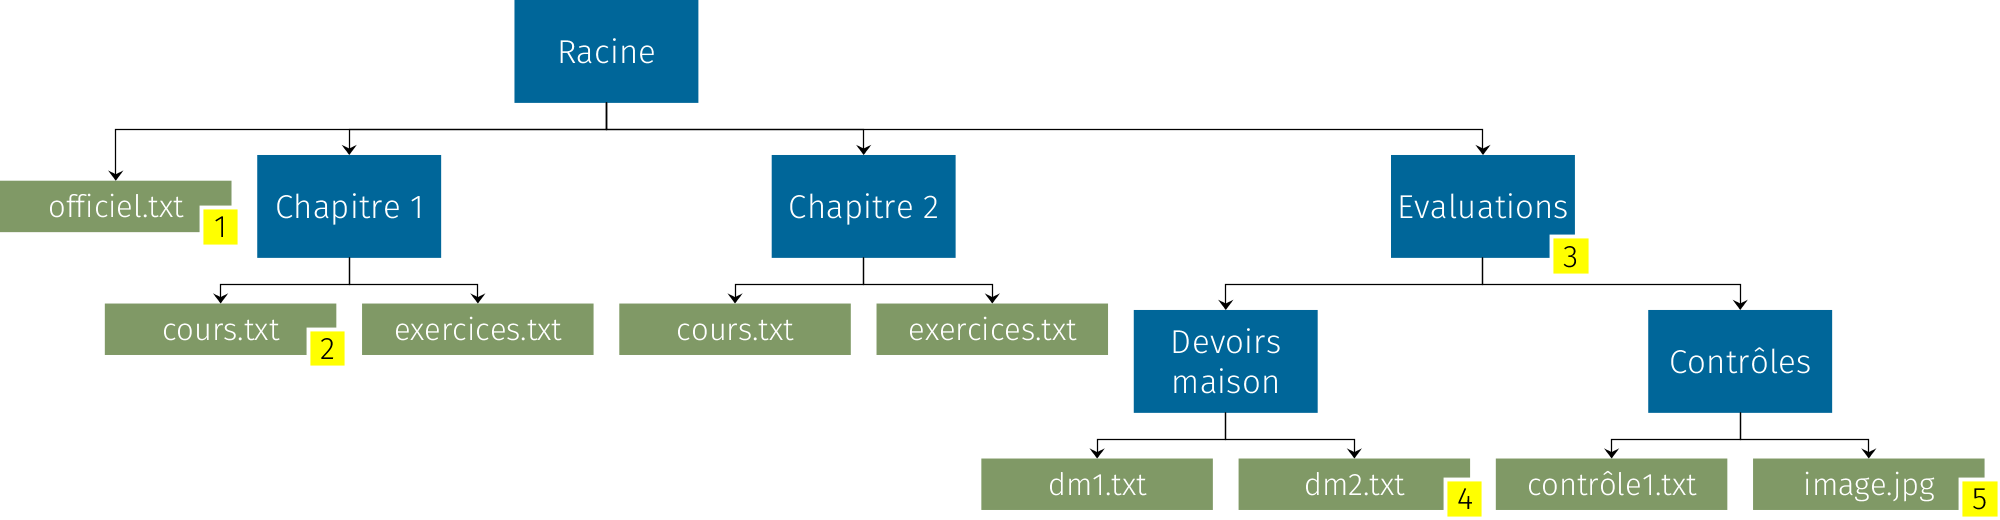 Racine
officiel.txt
1
Chapitre 1
Chapitre 2
Evaluations
3
cours.txt
2
exercices.txt
cours.txt
exercices.txt
Devoirs
maison
Contrôles
dm1.txt
dm2.txt
4
contrôle1.txt
image.jpg
5